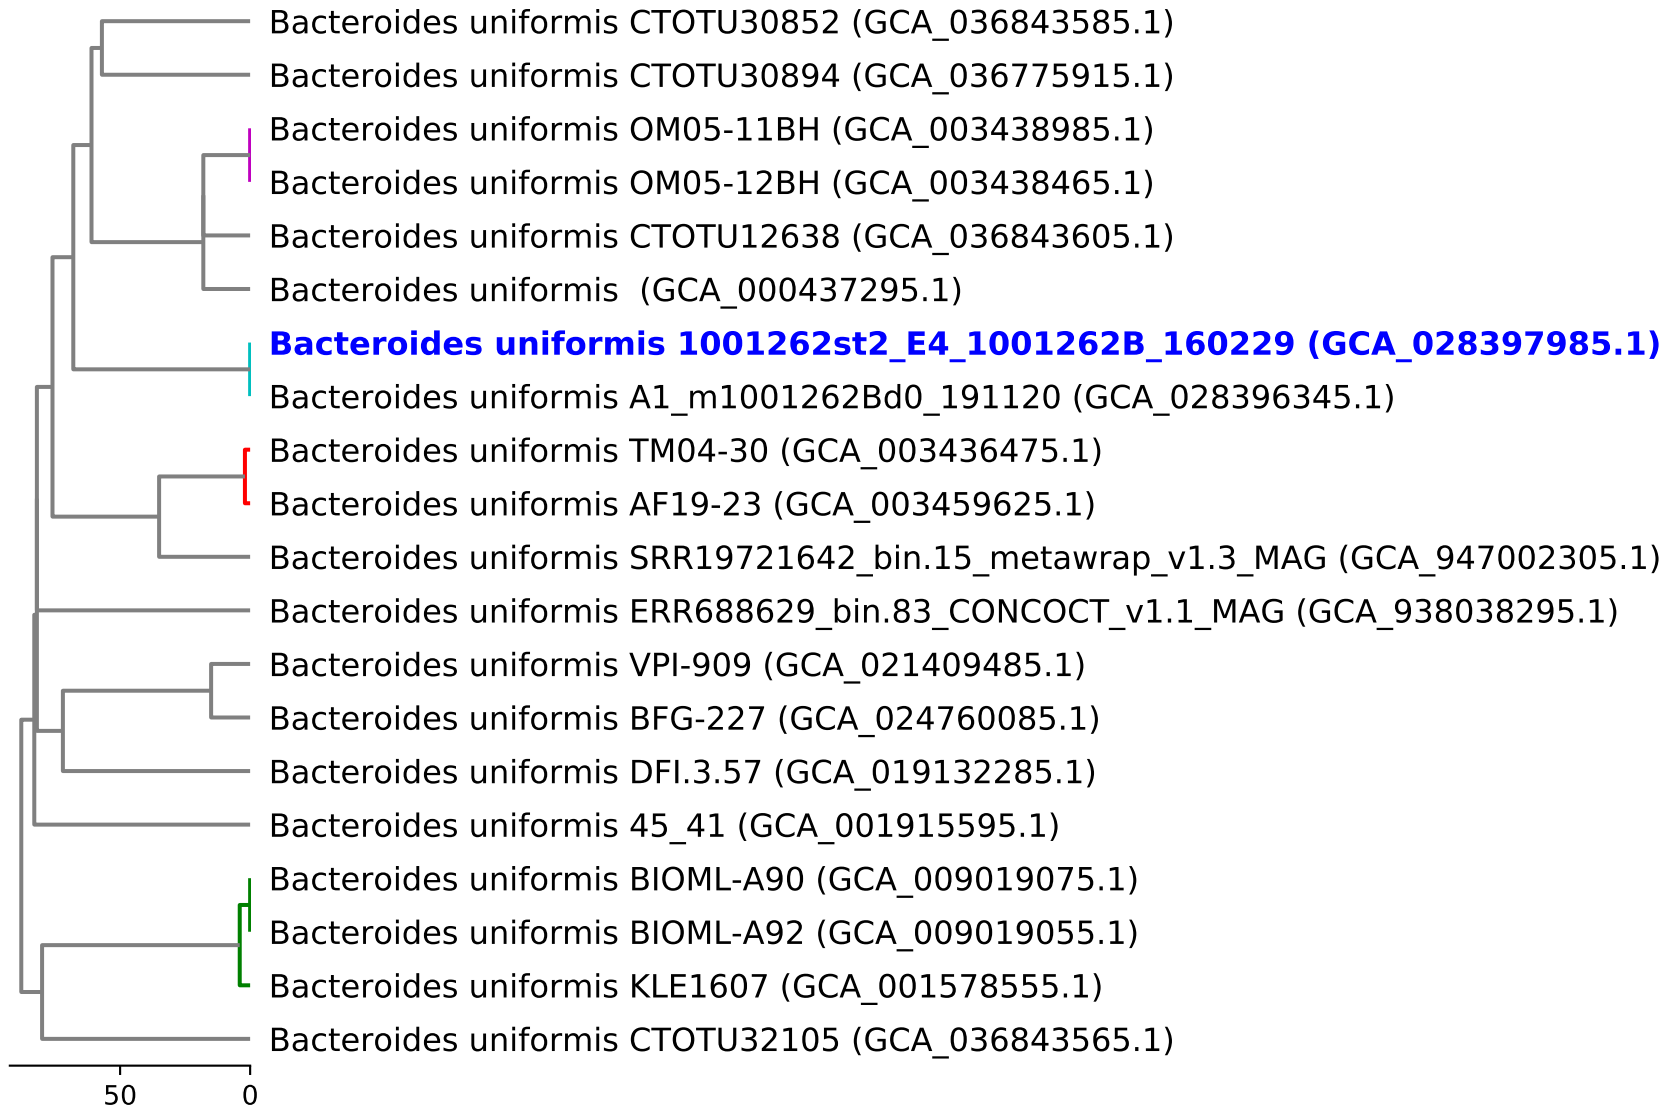 Bacteroides uniformis CTOTU30852 (GCA_036843585.1)
Bacteroides uniformis CTOTU30894 (GCA_036775915.1)
Bacteroides uniformis OM05-11BH (GCA_003438985.1)
Bacteroides uniformis OM05-12BH (GCA_003438465.1)
Bacteroides uniformis CTOTU12638 (GCA_036843605.1)
Bacteroides uniformis  (GCA_000437295.1)
Bacteroides uniformis 1001262st2_E4_1001262B_160229 (GCA_028397985.1)
Bacteroides uniformis A1_m1001262Bd0_191120 (GCA_028396345.1)
Bacteroides uniformis TM04-30 (GCA_003436475.1)
Bacteroides uniformis AF19-23 (GCA_003459625.1)
Bacteroides uniformis SRR19721642_bin.15_metawrap_v1.3_MAG (GCA_947002305.1)
Bacteroides uniformis ERR688629_bin.83_CONCOCT_v1.1_MAG (GCA_938038295.1)
Bacteroides uniformis VPI-909 (GCA_021409485.1)
Bacteroides uniformis BFG-227 (GCA_024760085.1)
Bacteroides uniformis DFI.3.57 (GCA_019132285.1)
Bacteroides uniformis 45_41 (GCA_001915595.1)
Bacteroides uniformis BIOML-A90 (GCA_009019075.1)
Bacteroides uniformis BIOML-A92 (GCA_009019055.1)
Bacteroides uniformis KLE1607 (GCA_001578555.1)
Bacteroides uniformis CTOTU32105 (GCA_036843565.1)
50 0